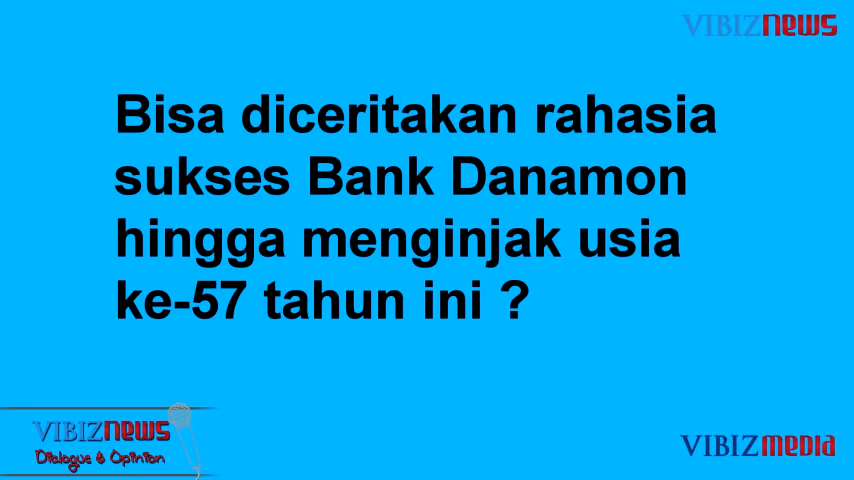 VIBIZNEWS
Bisa diceritakan rahasia
sukses Bank Danamon
hingga menginjak usia
ke-57 tahun ini ?
VIBIZNEWS
Dialogue & Opinion
VIBIZMEDIA